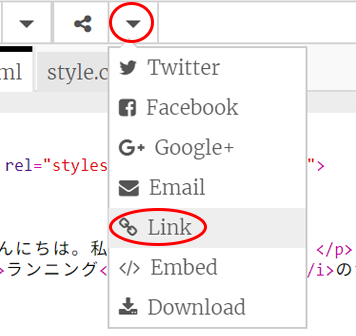 ml style.c
Twitter
Facebook
Google+
Email
Link
Embed
Download
rel="styles ">
んにちは。私 </p>
>ランニング< /i>の